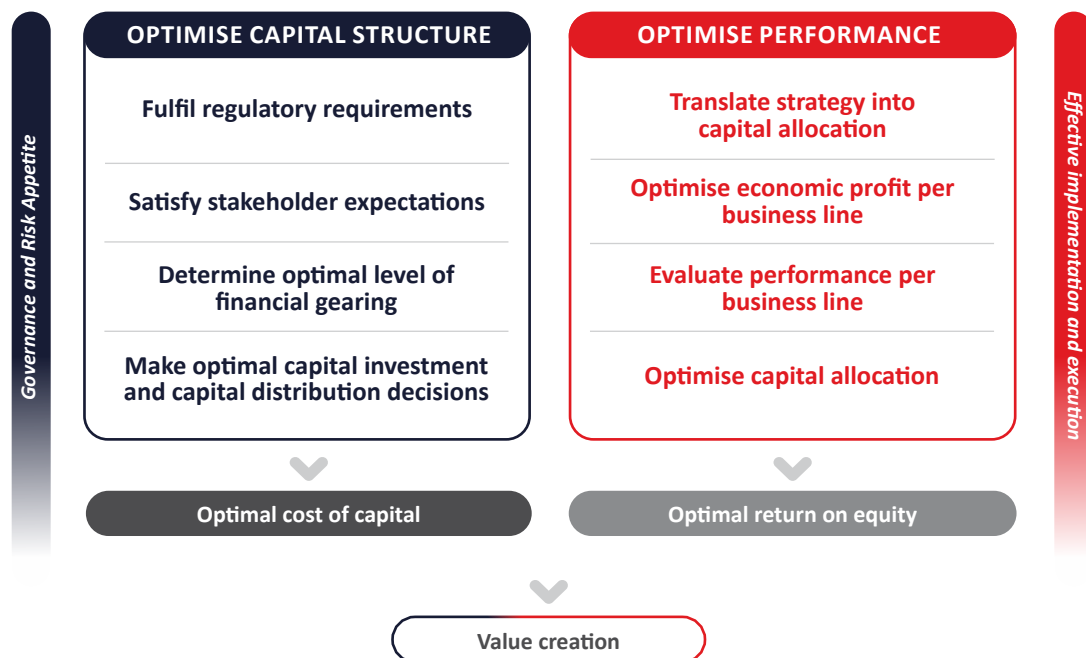 Governance and Risk Appetite
OPTIMISE CAPITAL STRUCTURE
Fulfil regulatory requirements
Satisfy stakeholder expectations
Determine optimal level of
financial gearing
Make optimal capital investment
and capital distribution decisions
Optimal cost of capital
OPTIMISE PERFORMANCE
Translate strategy into
capital allocation
Optimise economic profit per
business line
Evaluate performance per
business line
Optimise capital allocation
Optimal return on equity
Effective implementation and execution
Value creation